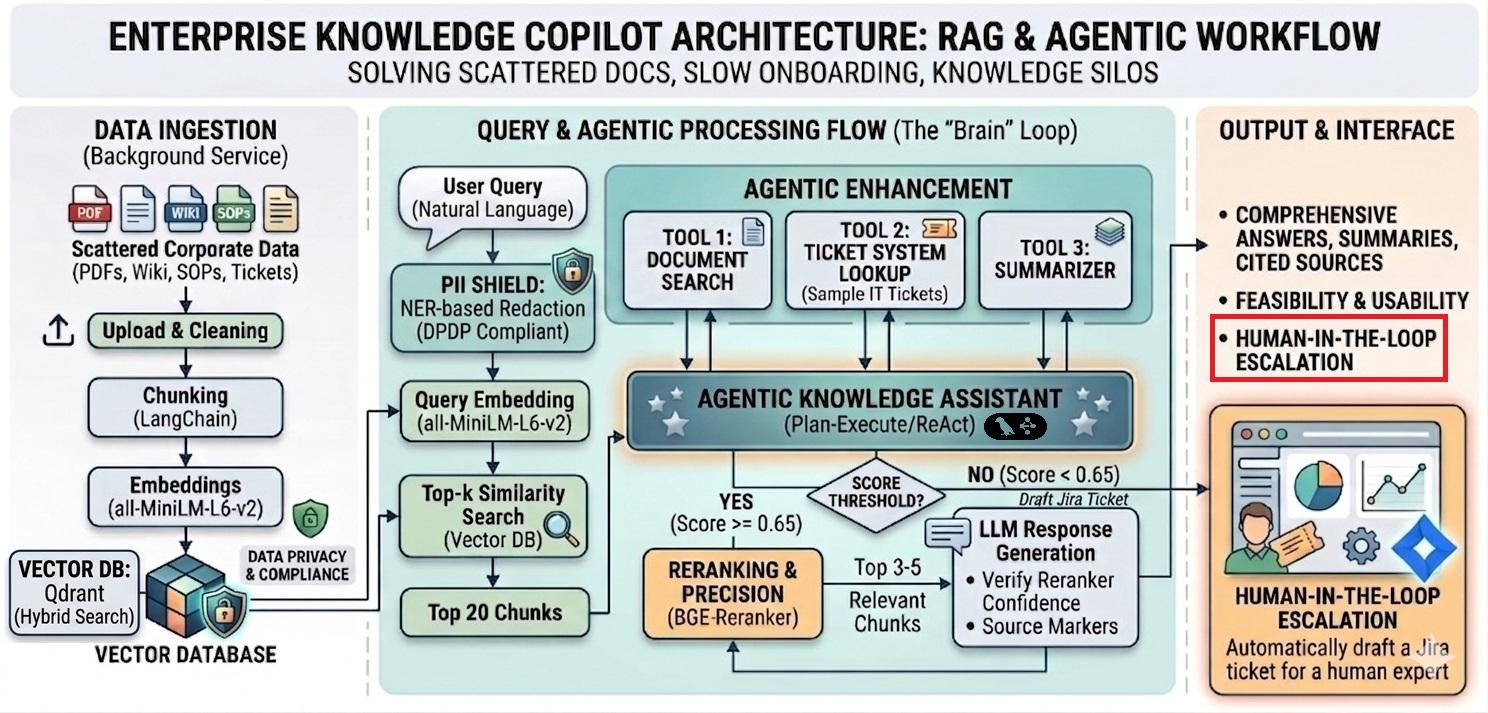 ENTERPRISE KNOWLEDGE COPILOT ARCHITECTURE: RAG & AGENTIC WORKFLOW
SOLVING SCATTERED DOCS, SLOW ONBOARDING, KNOWLEDGE SILOS
DATA INGESTION
(Background Service)
PDF
WIKI
SOPs
Scattered Corporate Data
(PDFs, Wiki, SOPs, Tickets)
Upload & Cleaning
Chunking
(LangChain)
Embeddings
(all-MiniLM-L6-v2)
DATA PRIVACY
& COMPLIANCE
VECTOR DB:
Qdrant
(Hybrid Search)
VECTOR DATABASE
QUERY & AGENTIC PROCESSING FLOW (The "Brain" Loop)
User Query
(Natural Language)
PII SHIELD:
NER-based Redaction
(DPDP Compliant)
Query Embedding
(all-MiniLM-L6-v2)
Top-k Similarity
Search
(Vector DB)
Top 20 Chunks
AGENTIC ENHANCEMENT
TOOL 1:
DOCUMENT
SEARCH
TOOL 2:
TICKET SYSTEM
LOOKUP
(Sample IT Tickets)
TOOL 3:
SUMMARIZER
AGENTIC KNOWLEDGE ASSISTANT
(Plan-Execute/ReAct)
SCORE
THRESHOLD?
YES
(Score >= 0.65)
NO (Score < 0.65)
Draft Jira Ticket
RERANKING &
PRECISION
(BGE-Reranker)
Top 3-5
Relevant
Chunks
LLM Response
Generation
• Verify Reranker
Confidence
• Source Markers
OUTPUT & INTERFACE
• COMPREHENSIVE
ANSWERS, SUMMARIES,
CITED SOURCES
• FEASIBILITY & USABILITY
• HUMAN-IN-THE-LOOP
ESCALATION
HUMAN-IN-THE-LOOP
ESCALATION
Automatically draft a Jira
ticket for a human expert